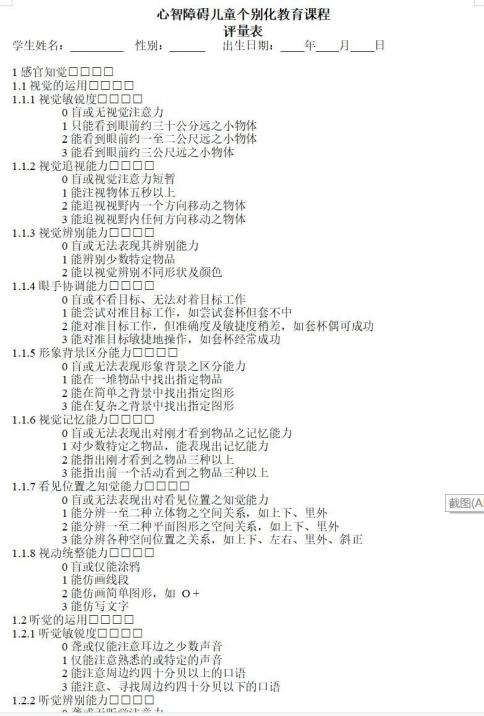 心智障碍儿童个别化教育课程
评量表
学生姓名：________ 性别：_____ 出生日期：___年___月___日
1 感官知觉□□□□
1.1 视觉的运用□□□□
1.1.1 视觉敏锐度□□□□
0 盲或无视觉注意力
1 只能看到眼前约三十公分远之小物体
2 能看到眼前约一至二公尺远之小物体
3 能看到眼前约三公尺远之小物体
1.1.2 视觉追视能力□□□□
0 盲或视觉注意力短暂
1 能注视物体五秒以上
2 能追视视野内一个方向移动之物体
3 能追视视野内任何方向移动之物体
1.1.3 视觉辨别能力□□□□
0 盲或无法表现其辨别能力
1 能辨别少数特定物品
2 能以视觉辨别不同形状及颜色
1.1.4 眼手协调能力□□□□
0 盲或不看目标、无法对着目标工作
1 能尝试对准目标工作，如尝试套杯但套不中
2 能对准目标工作，但准确度及敏捷度稍差，如套杯偶可成功
3 能对准目标敏捷地操作，如套杯经常成功
1.1.5 形象背景区分能力□□□□
0 盲或无法表现形象背景之区分能力
1 能在一堆物品中找出指定物品
2 能在简单之背景中找出指定图形
3 能在复杂之背景中找出指定图形
1.1.6 视觉记忆能力□□□□
0 盲或无法表现出对刚才看到物品之记忆能力
1 对少数特定之物品，能表现出记忆能力
2 能指出刚才看到之物品三种以上
3 能指出前一个活动看到之物品三种以上
1.1.7 看见位置之知觉能力□□□□
0 盲或无法表现出对看见位置之知觉能力
1 能分辨一至二种立体物之空间关系，如上下、里外
2 能分辨一至二种平面图形之空间关系，如上下、里外
3 能分辨各种空间位置之关系，如上下、左右、里外、斜正
1.1.8 视动统整能力□□□□
0 盲或仅能涂鸦
1 能仿画线段
2 能仿画简单图形，如 O +
3 能仿写文字
1.2 听觉的运用□□□□
1.2.1 听觉敏锐度□□□□
0 聋或仅能注意耳边之少数声音
1 仅能注意熟悉的或特定的声音
2 能注意周边约四十分贝以上的口语
3 能注意、寻找周边约四十分贝以下的口语
1.2.2 听觉辨别能力□□□□
截图(A